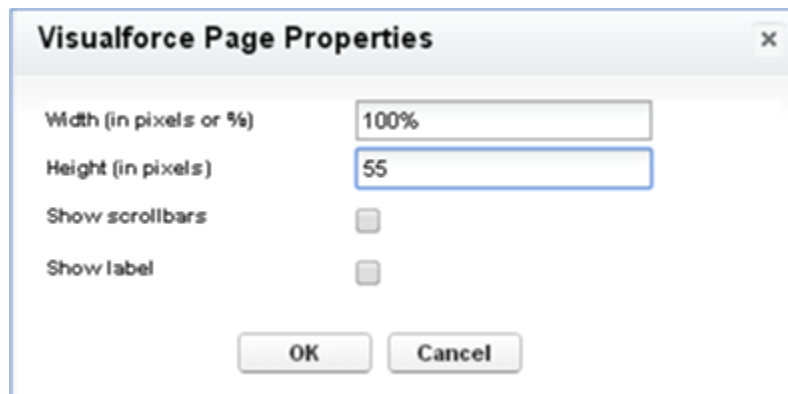 Visualforce Page Properties
Width (in pixels or %)
100%
Height (in pixels)
55
Show scrollbars
Show label
OK
Cancel